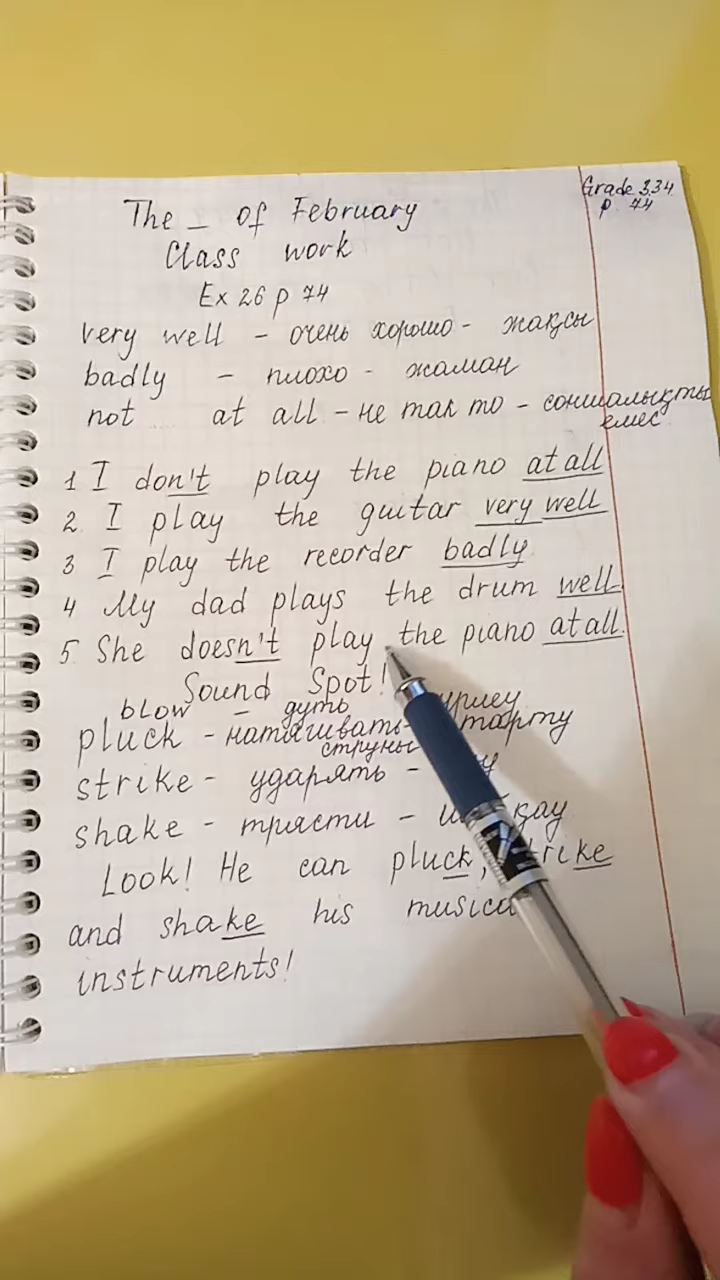 Grade 3,34
p. 74
The _ of February
Class work
Ex 26 p 74
very well - очень хорошо - жақсы
badly - плохо - жаман
not .... at all - не так то - соншалықты
емес
1 I don't play the piano at all
2. I play the guitar very well
3 I play the recorder badly
4 My dad plays the drum well
5 She doesn't play the piano at all.
Sound Spot!
blow - дуть
pluck - натягивать - тарту
струны
strike - ударять -
shake - трясти -
Look! He can pluck,
and shake his
instruments!